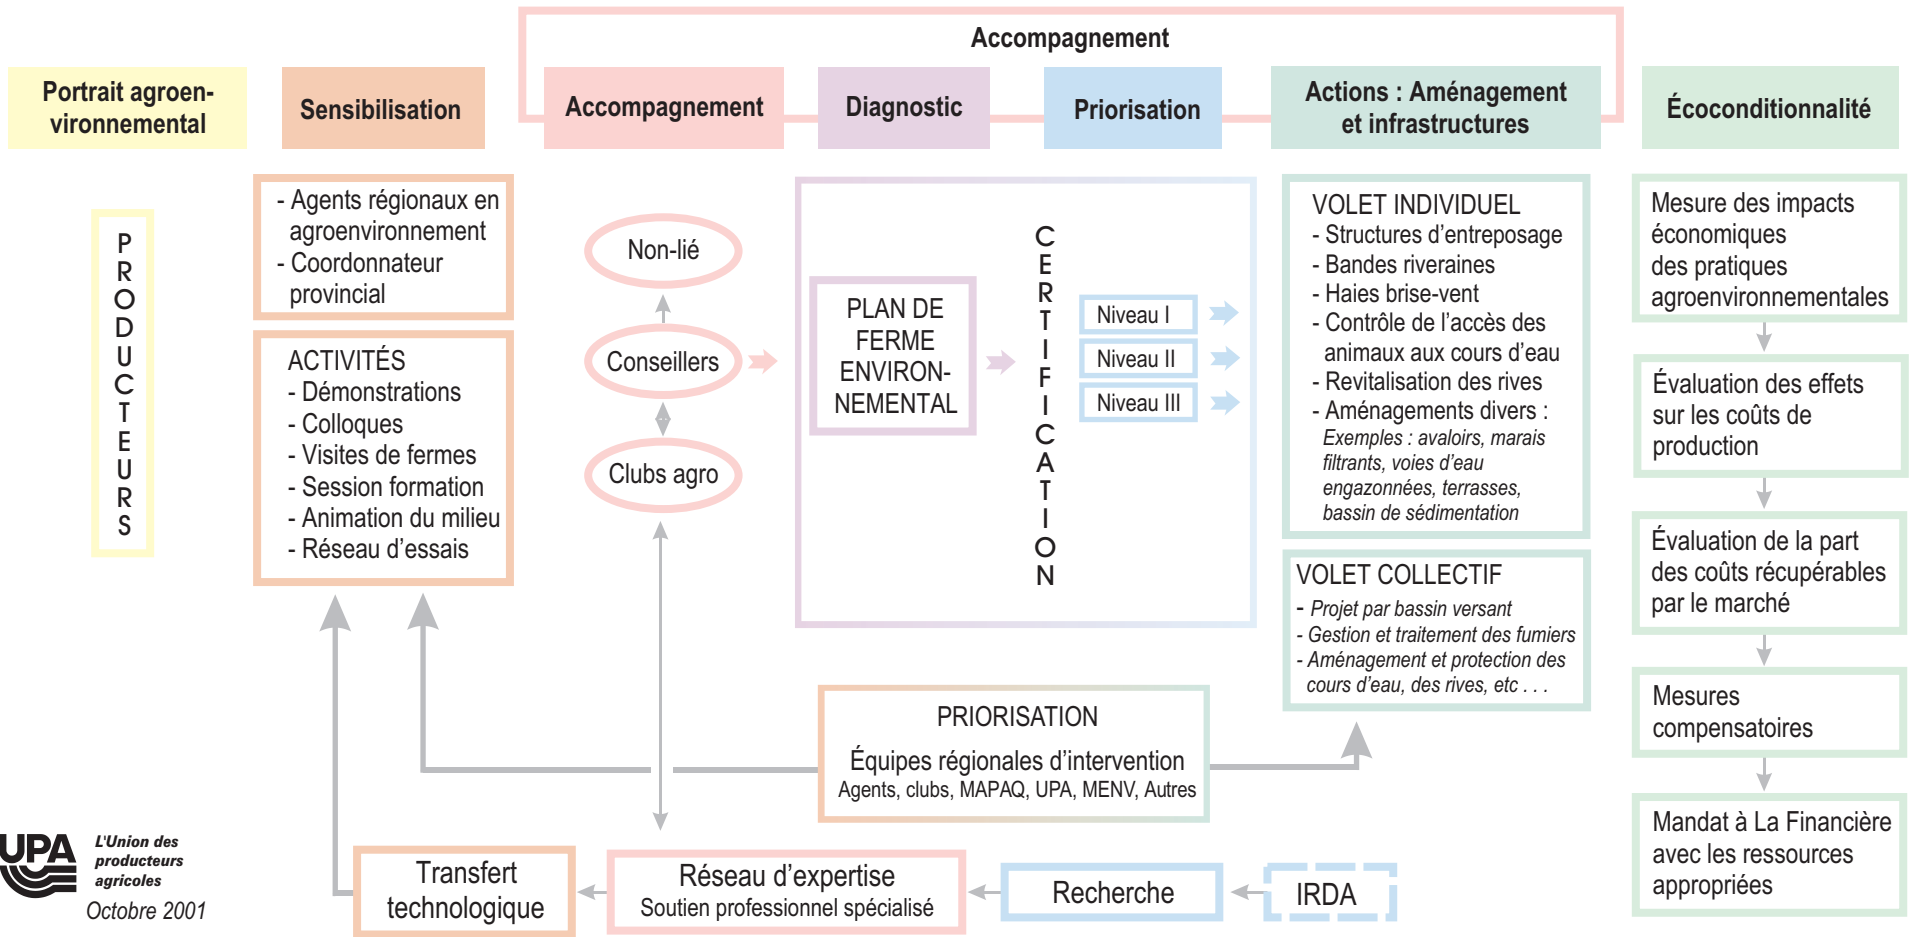 Accompagnement
Portrait agroen-
vironnemental
Sensibilisation
Accompagnement
Diagnostic
Priorisation
Actions : Aménagement
et infrastructures
Écoconditionnalité
PRODUCTEURS
- Agents régionaux en
agroenvironnement
- Coordonnateur
provincial
ACTIVITÉS
- Démonstrations
- Colloques
- Visites de fermes
- Session formation
- Animation du milieu
- Réseau d'essais
Non-lié
Conseillers
Clubs agro
PLAN DE
FERME
ENVIRON-
NEMENTAL
CERTIFICATION
Niveau I
Niveau II
Niveau III
VOLET INDIVIDUEL
- Structures d'entreposage
- Bandes riveraines
- Haies brise-vent
- Contrôle de l'accès des
animaux aux cours d'eau
- Revitalisation des rives
- Aménagements divers :
Exemples : avaloirs, marais
filtrants, voies d'eau
engazonnées, terrasses,
bassin de sédimentation
VOLET COLLECTIF
- Projet par bassin versant
- Gestion et traitement des fumiers
- Aménagement et protection des
cours d'eau, des rives, etc . . .
Mesure des impacts
économiques
des pratiques
agroenvironnementales
Évaluation des effets
sur les coûts de
production
Évaluation de la part
des coûts récupérables
par le marché
Mesures
compensatoires
Mandat à La Financière
avec les ressources
appropriées
PRIORISATION
Équipes régionales d'intervention
Agents, clubs, MAPAQ, UPA, MENV, Autres
Transfert
technologique
Réseau d'expertise
Soutien professionnel spécialisé
Recherche
IRDA
UPA
L'Union des
producteurs
agricoles
Octobre 2001